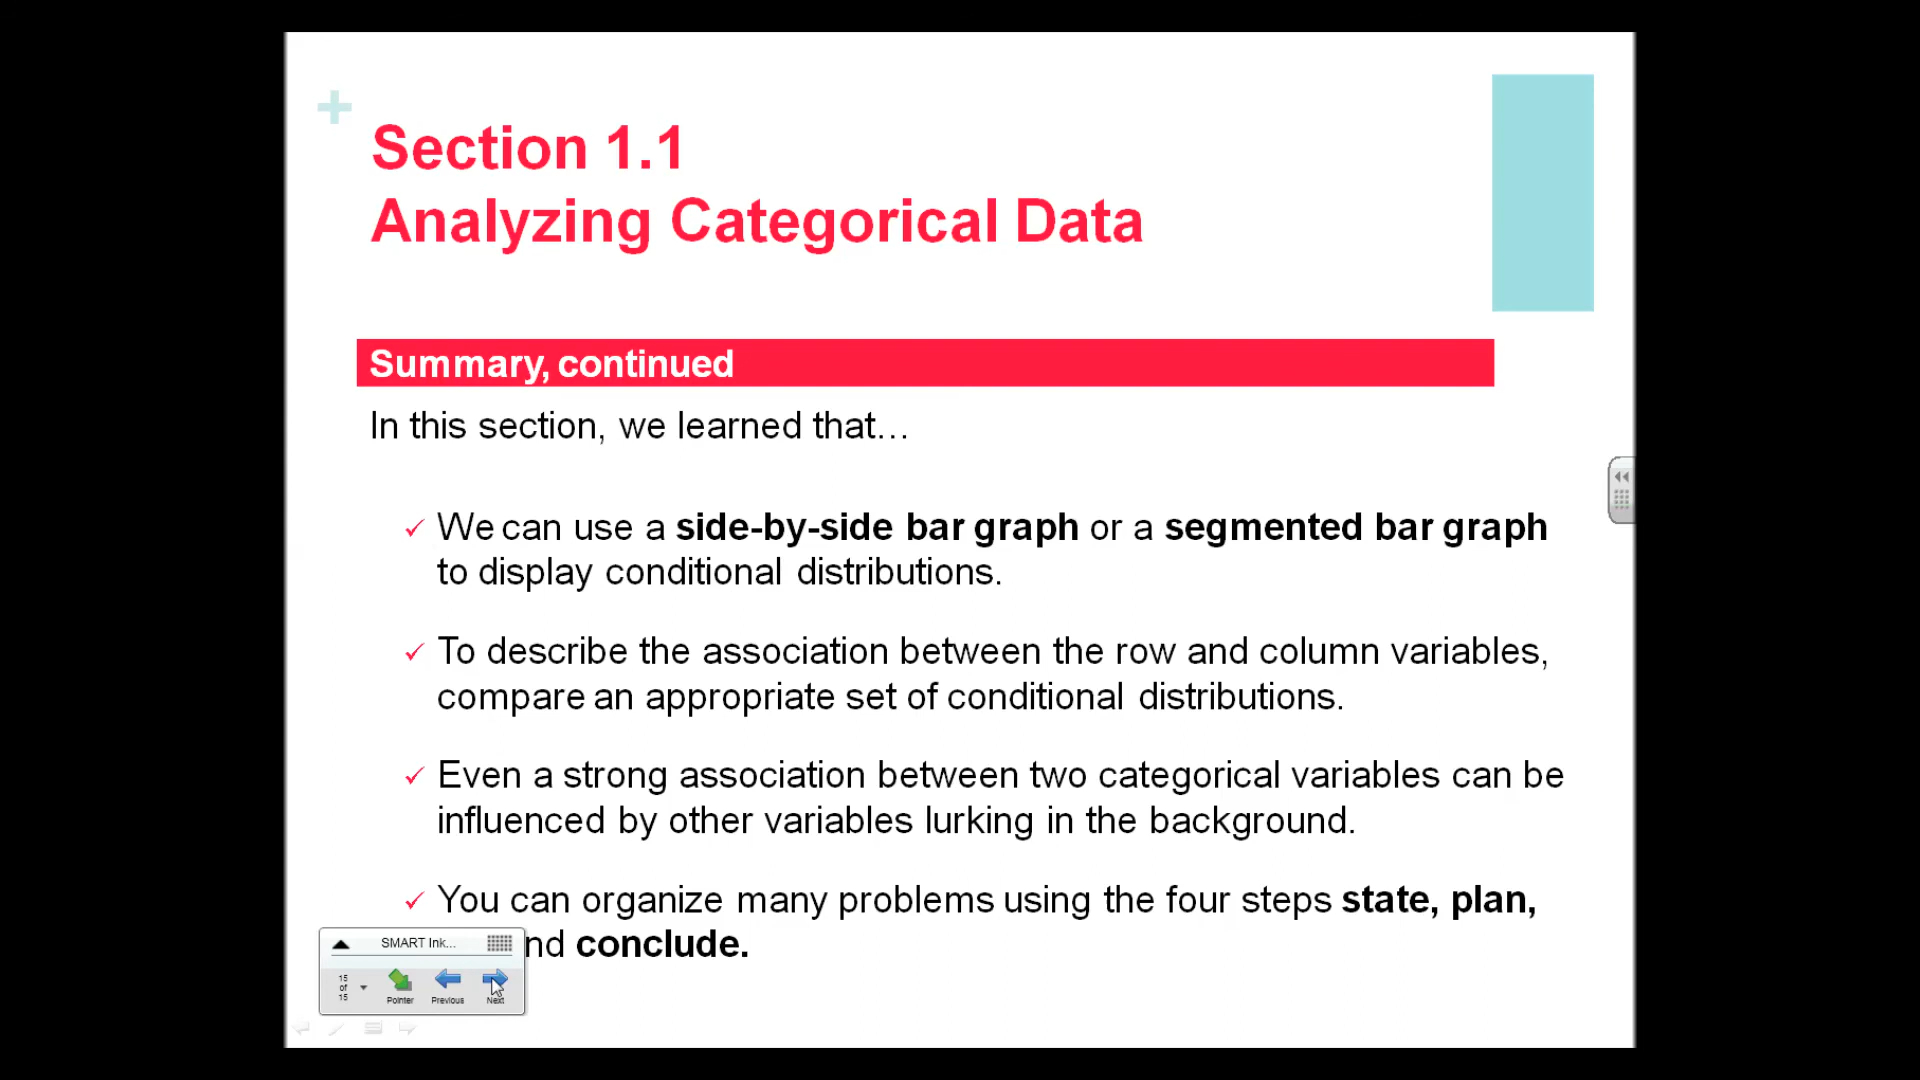 Section 1.1
Analyzing Categorical Data
Summary, continued
In this section, we learned that…
We can use a side-by-side bar graph or a segmented bar graph
to display conditional distributions.
To describe the association between the row and column variables,
compare an appropriate set of conditional distributions.
Even a strong association between two categorical variables can be
influenced by other variables lurking in the background.
You can organize many problems using the four steps state, plan,
nd conclude.
SMART Ink...
15
of
15
Pointer
Previous
Next